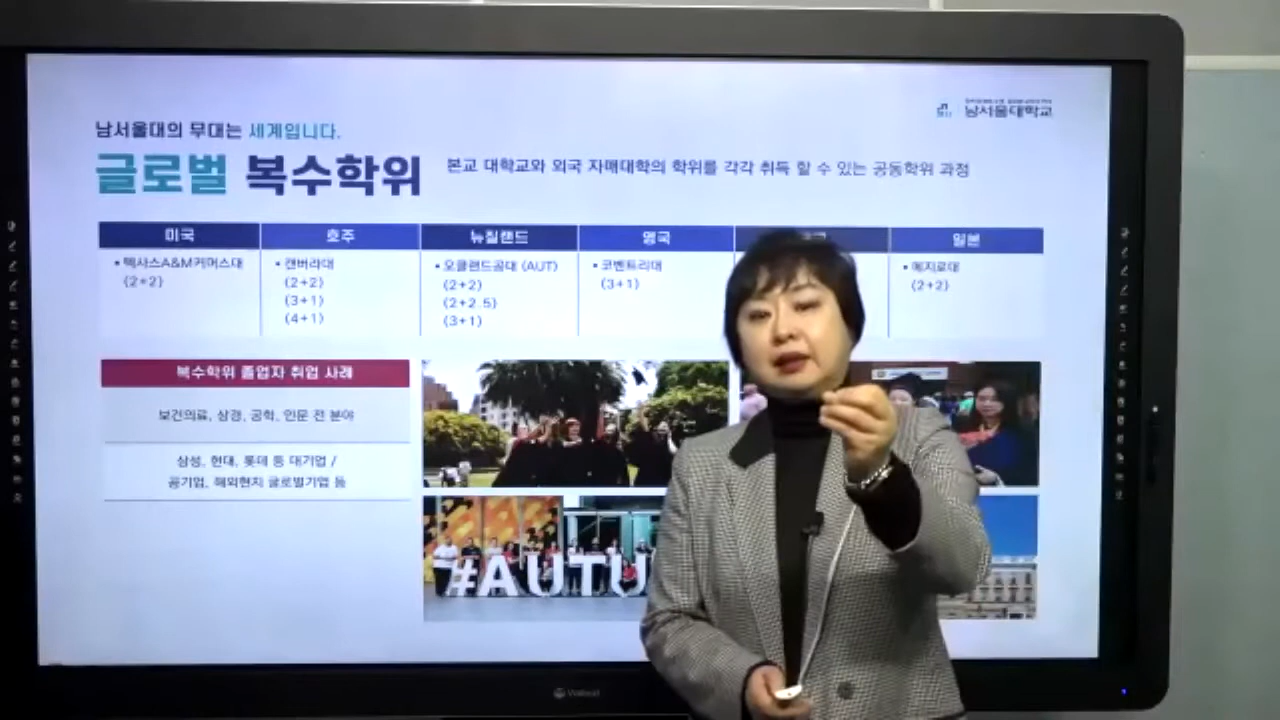 남서울대의 무대는 세계입니다.
남서울대학교
글로벌 복수학위
본교 대학교와 외국 자매대학의 학위를 각각 취득 할 수 있는 공동학위 과정
미국
호주
뉴질랜드
영국
일본
• 텍사스A&M커머스대
(2+2)
• 캔버라대
(2+2)
(3+1)
(4+1)
• 오클랜드공대 (AUT)
(2+2)
(2+2.5)
(3+1)
• 코벤트리대
(3+1)
• 메지로대
(2+2)
복수학위 졸업자 취업 사례
보건의료, 상경, 공학, 인문 전 분야
삼성, 현대, 롯데 등 대기업 /
공기업, 해외현지 글로벌기업 등
#AUTU